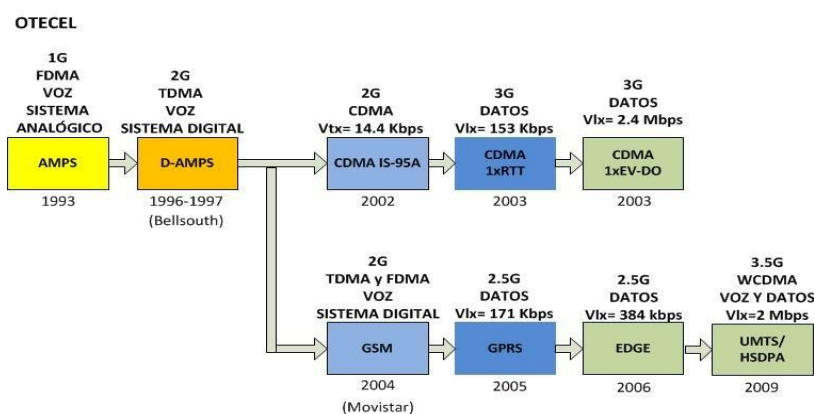 OTECEL
1G
FDMA
VOZ
SISTEMA
ANALÓGICO
AMPS
1993
2G
TDMA
VOZ
SISTEMA DIGITAL
D-AMPS
1996-1997
(Bellsouth)
2G
CDMA
Vtx= 14.4 Kbps
CDMA IS-95A
2002
3G
DATOS
Vlx= 153 Kbps
CDMA
1xRTT
2003
3G
DATOS
Vlx= 2.4 Mbps
CDMA
1xEV-DO
2003
2G
TDMA y FDMA
VOZ
SISTEMA DIGITAL
GSM
2004
(Movistar)
2.5G
DATOS
Vlx= 171 Kbps
GPRS
2005
2.5G
DATOS
Vlx= 384 kbps
EDGE
2006
3.5G
WCDMA
VOZ Y DATOS
Vlx=2 Mbps
UMTS/
HSDPA
2009